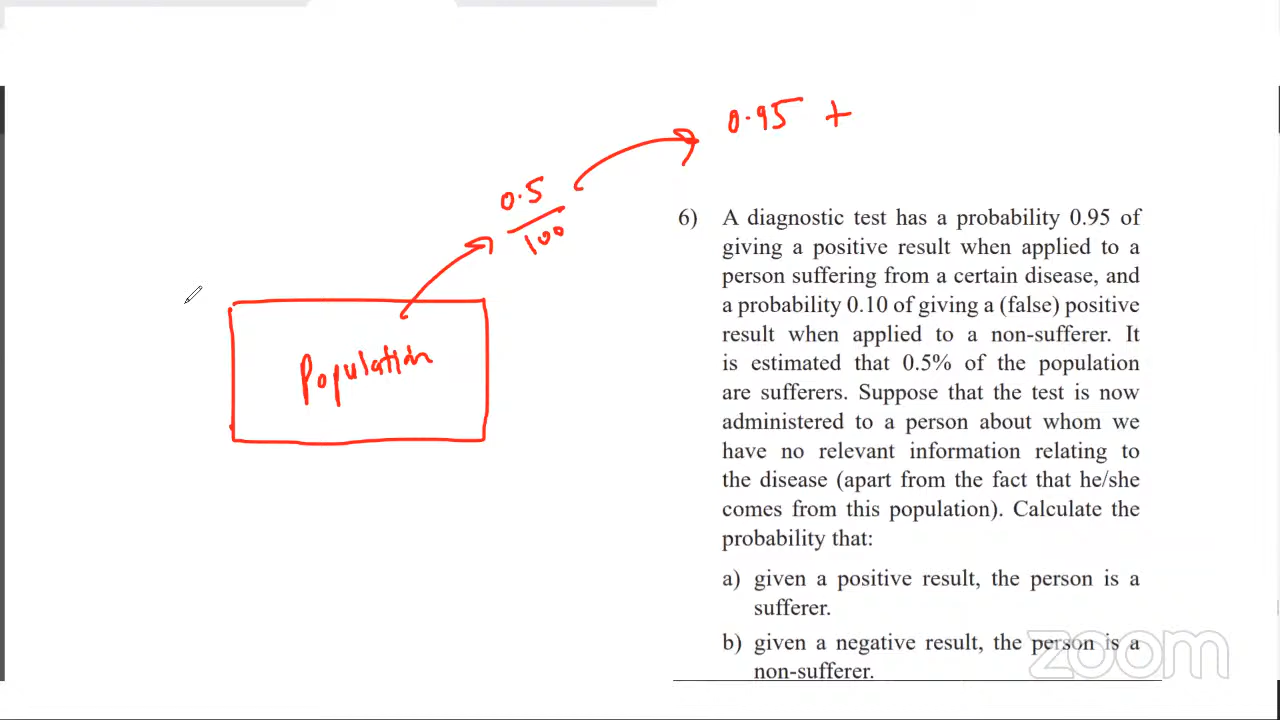 0.95 +
0.5
100
Population
6) A diagnostic test has a probability 0.95 of
giving a positive result when applied to a
person suffering from a certain disease, and
a probability 0.10 of giving a (false) positive
result when applied to a non-sufferer. It
is estimated that 0.5% of the population
are sufferers. Suppose that the test is now
administered to a person about whom we
have no relevant information relating to
the disease (apart from the fact that he/she
comes from this population). Calculate the
probability that:
a) given a positive result, the person is a
sufferer.
b) given a negative result, the person is a
non-sufferer.
zoom